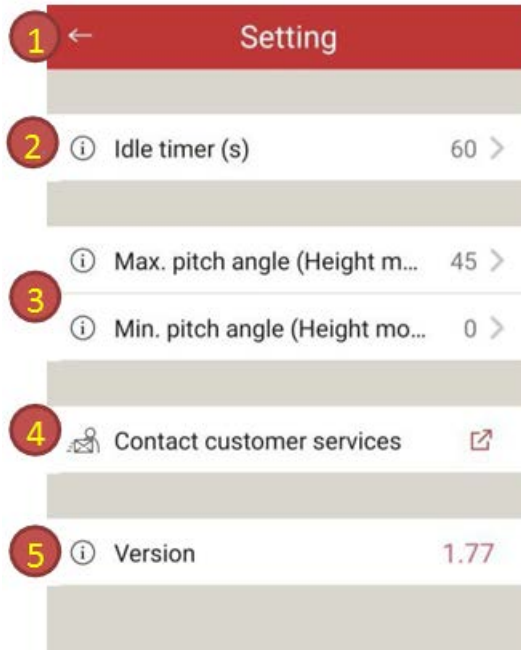 1 ← Setting
2 Idle timer (s) 60 >
Max. pitch angle (Height m... 45 >
3
Min. pitch angle (Height mo... 0 >
4 Contact customer services
5 Version 1.77